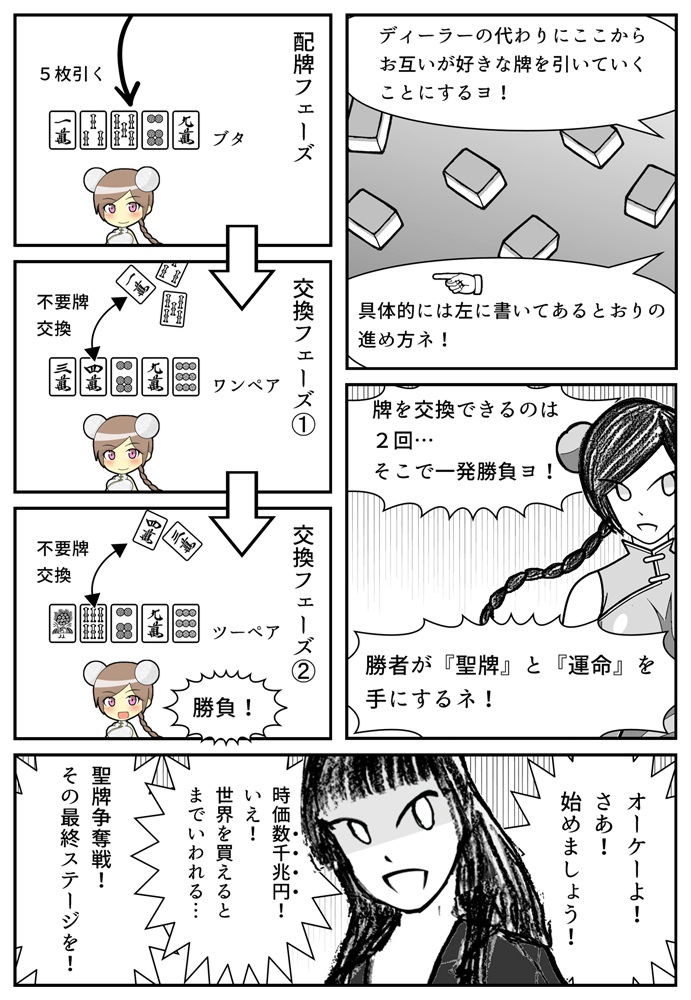 ディーラーの代わりにここから
お互いが好きな牌を引いていく
ことにするヨ！
具体的には左に書いてあるとおりの
進め方ネ！
配牌フェーズ
５枚引く
一萬
九萬
ブタ
交換フェーズ①
不要牌
交換
一萬
三萬
四萬
九萬
ワンペア
交換フェーズ②
不要牌
交換
四萬
三萬
九萬
ツーペア
勝負！
牌を交換できるのは
２回…
そこで一発勝負ヨ！
勝者が『聖牌』と『運命』を
手にするネ！
オーケーよ！
さあ！
始めましょう！
時価数千兆円！
いえ！
世界を買えると
までいわれる…
聖牌争奪戦！
その最終ステージを！